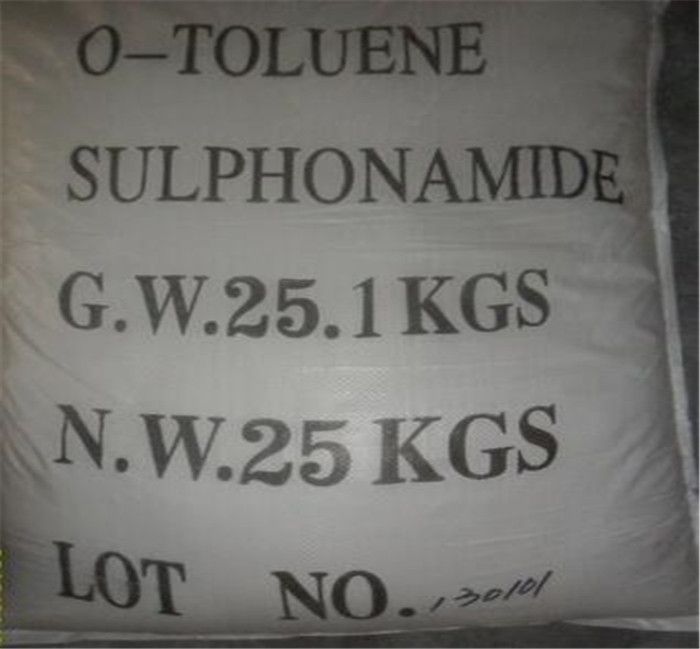 O-TOLUENE
SULPHONAMIDE
G.W.25.1KGS
N.W.25 KGS
LOT NO.130101